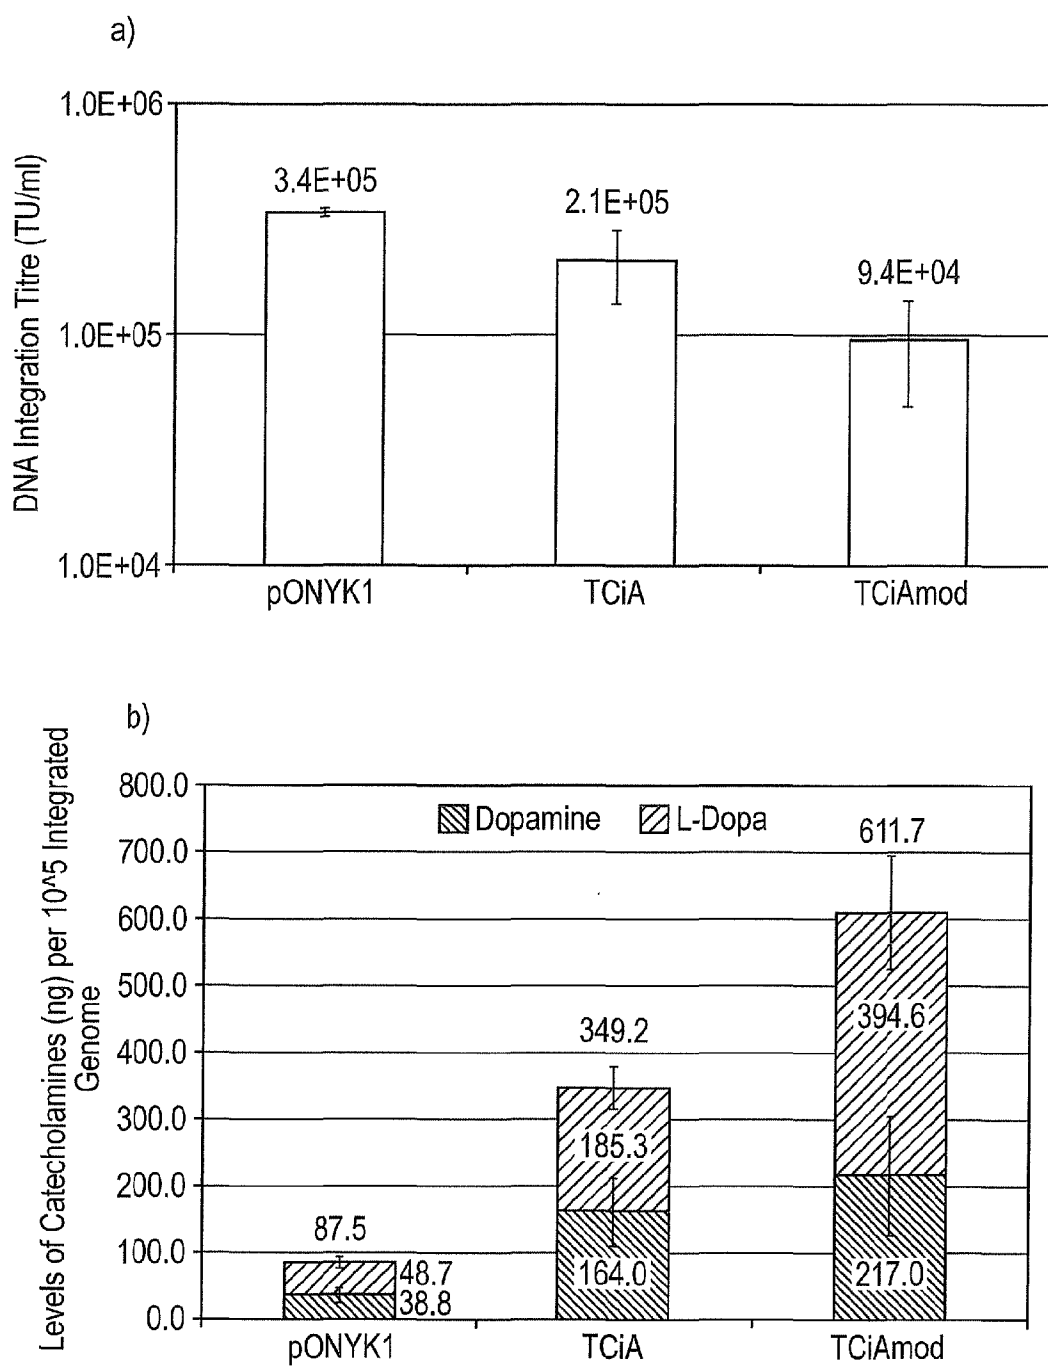 a)
DNA Integration Titre (TU/ml)
1.0E+06
1.0E+05
1.0E+04
3.4E+05
2.1E+05
9.4E+04
pONYK1
TCiA
TCiAmod
b)
Levels of Catecholamines (ng) per 10^5 Integrated
Genome
800.0
700.0
600.0
500.0
400.0
300.0
200.0
100.0
0.0
Dopamine
L-Dopa
87.5
48.7
38.8
349.2
185.3
164.0
611.7
394.6
217.0
pONYK1
TCiA
TCiAmod